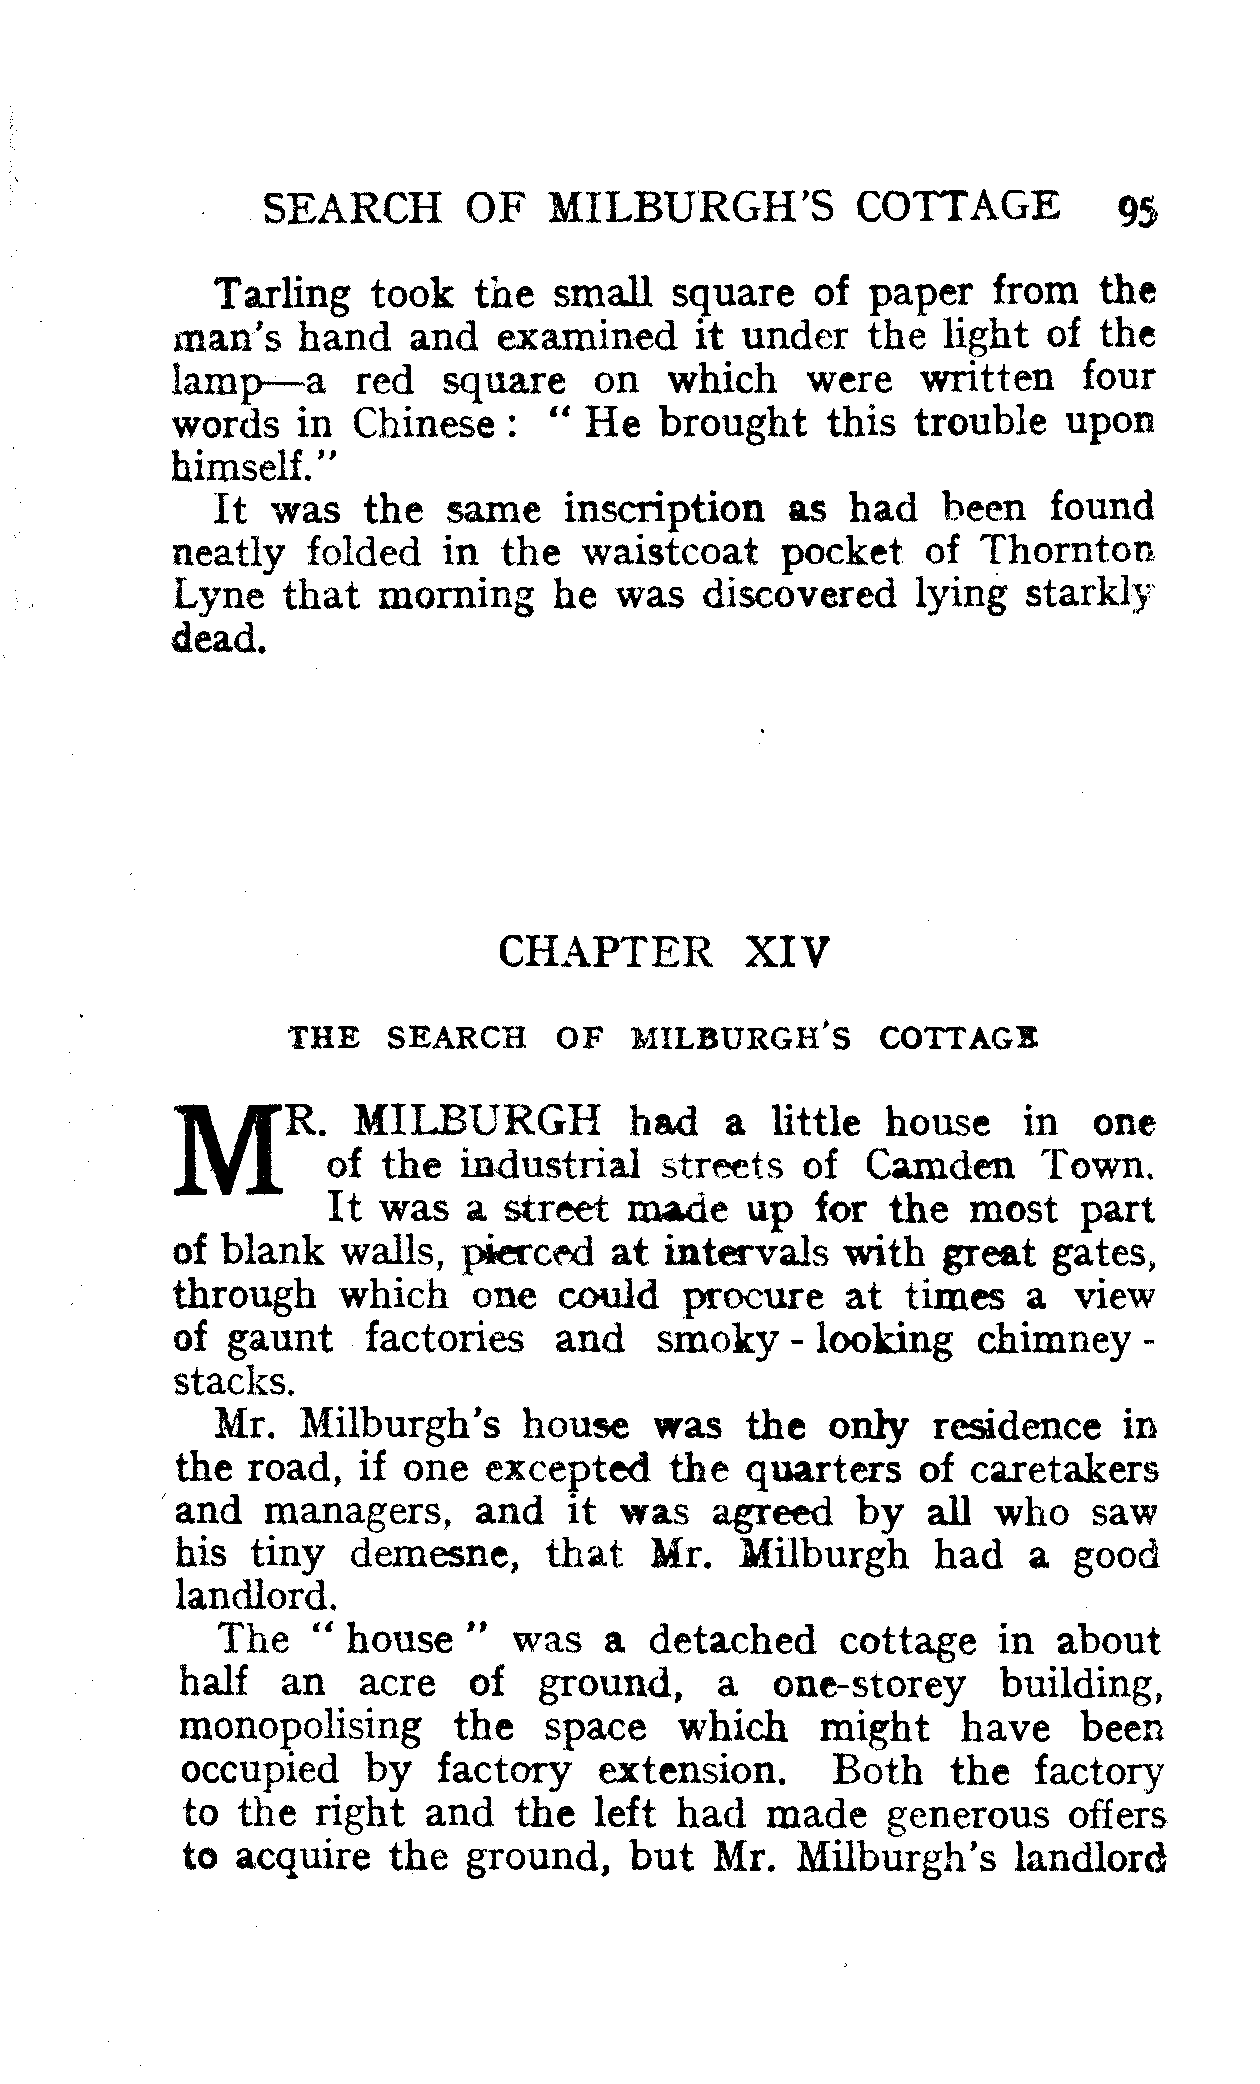 SEARCH OF MILBURGH'S COTTAGE 95
Tarling took the small square of paper from the
man's hand and examined it under the light of the
lamp—a red square on which were written four
words in Chinese : " He brought this trouble upon
himself."
It was the same inscription as had been found
neatly folded in the waistcoat pocket of Thornton
Lyne that morning he was discovered lying starkly
dead.
CHAPTER XIV
THE SEARCH OF MILBURGH'S COTTAGE
MR. MILBURGH had a little house in one
of the industrial streets of Camden Town.
It was a street made up for the most part
of blank walls, pierced at intervals with great gates,
through which one could procure at times a view
of gaunt factories and smoky - looking chimney -
stacks.
Mr. Milburgh's house was the only residence in
the road, if one excepted the quarters of caretakers
and managers, and it was agreed by all who saw
his tiny demesne, that Mr. Milburgh had a good
landlord.
The " house " was a detached cottage in about
half an acre of ground, a one-storey building,
monopolising the space which might have been
occupied by factory extension. Both the factory
to the right and the left had made generous offers
to acquire the ground, but Mr. Milburgh's landlord